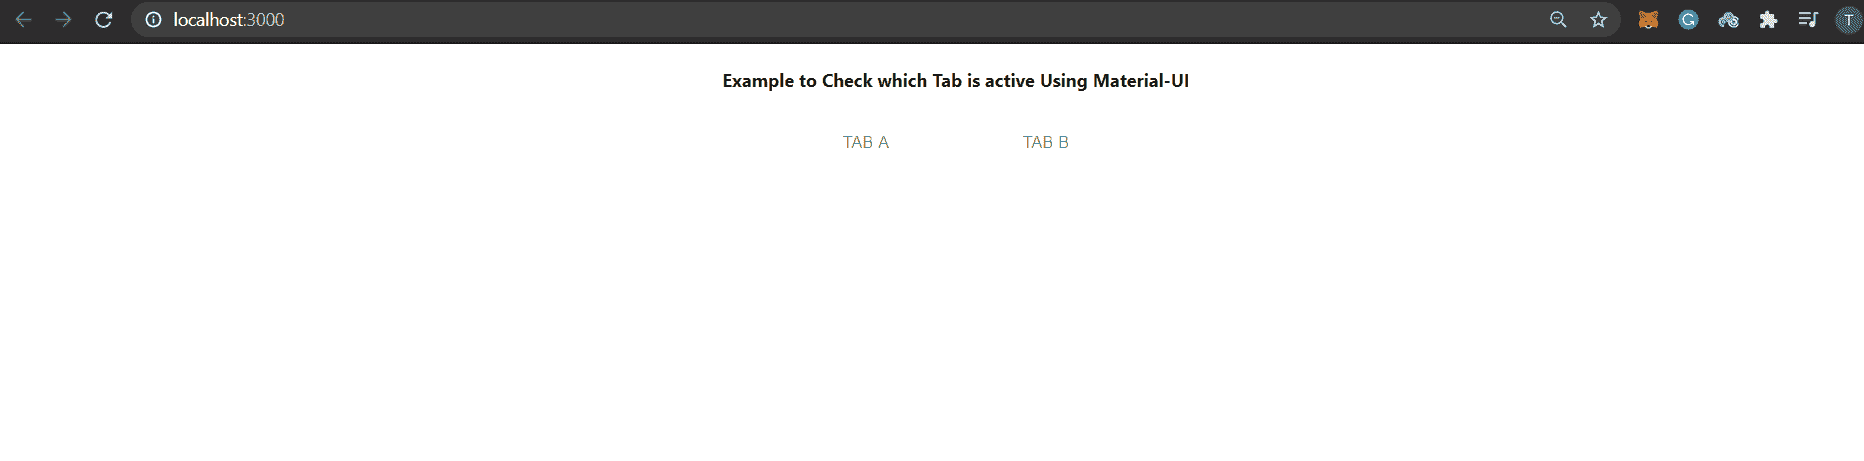 localhost:3000
T
Example to Check which Tab is active Using Material-UI
TAB A TAB B